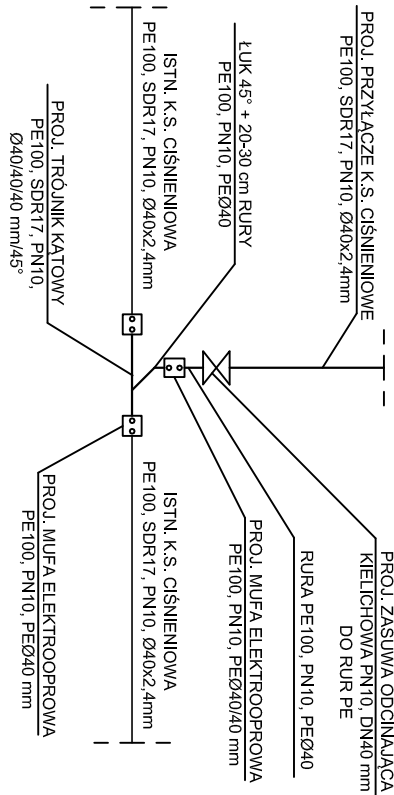 PROJ. PRZYŁĄCZE K.S. CIŚNIENIOWE
PE100, SDR17, PN10, Ø40x2,4mm
PROJ. ZASUWA ODCINAJĄCA
KIELICHOWA PN10, DN40 mm
DO RUR PE
RURA PE100, PN10, PEØ40
ŁUK 45° + 20-30 cm RURY
PE100, PN10, PEØ40
PROJ. MUFA ELEKTROOPROWA
PE100, PN10, PEØ40/40 mm
ISTN. K.S. CIŚNIENIOWA
PE100, SDR17, PN10, Ø40x2,4mm
ISTN. K.S. CIŚNIENIOWA
PE100, SDR17, PN10, Ø40x2,4mm
PROJ. TRÓJNIK KĄTOWY
PE100, SDR17, PN10,
Ø40/40/40 mm/45°
PROJ. MUFA ELEKTROOPROWA
PE100, PN10, PEØ40 mm